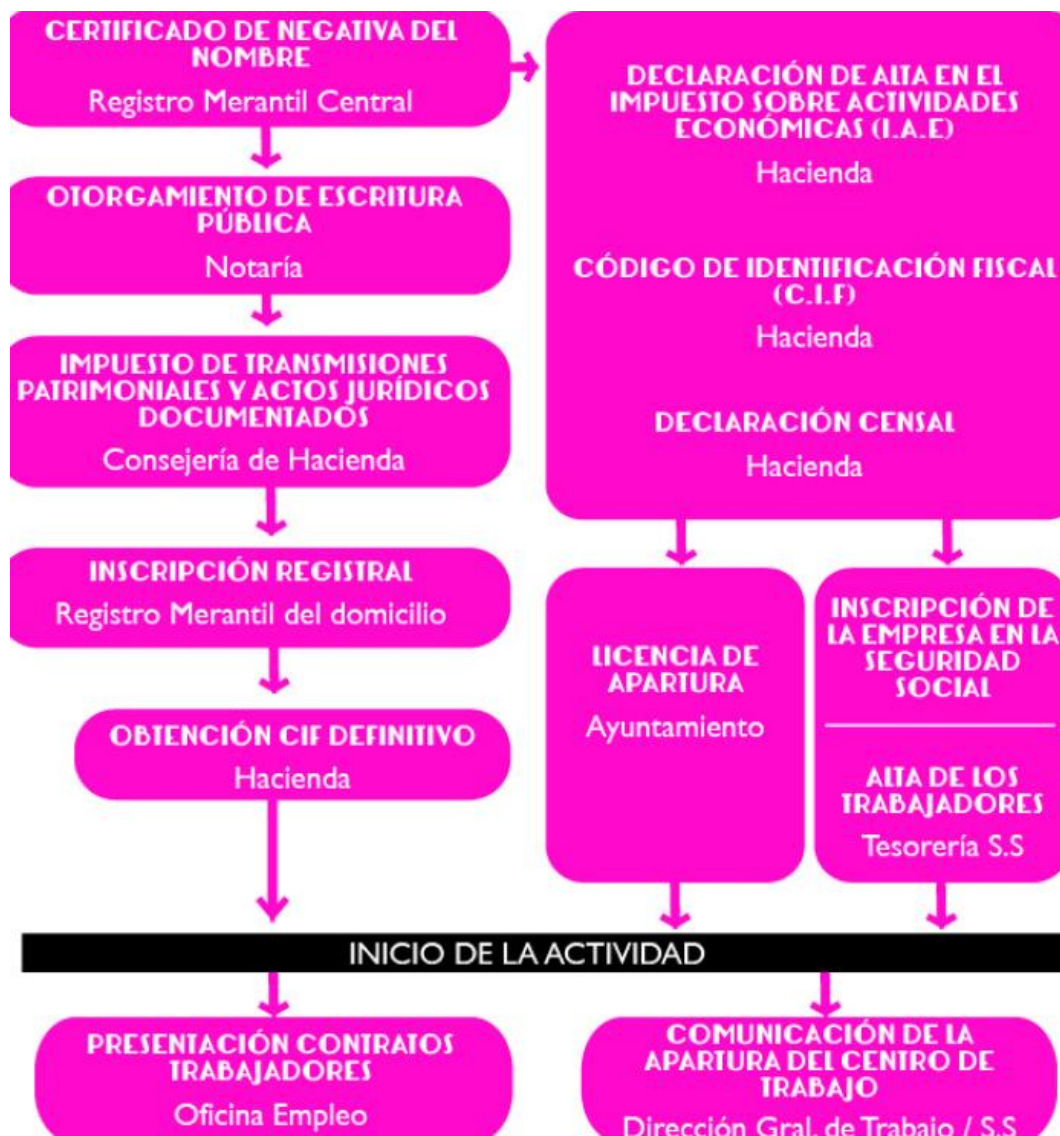 CERTIFICADO DE NEGATIVA DEL
NOMBRE
Registro Merantil Central
OTORGAMIENTO DE ESCRITURA
PÚBLICA
Notaría
IMPUESTO DE TRANSMISIONES
PATRIMONIALES Y ACTOS JURÍDICOS
DOCUMENTADOS
Consejería de Hacienda
INSCRIPCIÓN REGISTRAL
Registro Merantil del domicilio
OBTENCIÓN CIF DEFINITIVO
Hacienda
DECLARACIÓN DE ALTA EN EL
IMPUESTO SOBRE ACTIVIDADES
ECONÓMICAS (I.A.E)
Hacienda
CÓDIGO DE IDENTIFICACIÓN FISCAL
(C.I.F)
Hacienda
DECLARACIÓN CENSAL
Hacienda
LICENCIA DE
APARTURA
Ayuntamiento
INSCRIPCIÓN DE
LA EMPRESA EN LA
SEGURIDAD
SOCIAL
ALTA DE LOS
TRABAJADORES
Tesorería S.S
INICIO DE LA ACTIVIDAD
PRESENTACIÓN CONTRATOS
TRABAJADORES
Oficina Empleo
COMUNICACIÓN DE LA
APARTURA DEL CENTRO DE
TRABAJO
Dirección Gral. de Trabajo / S.S